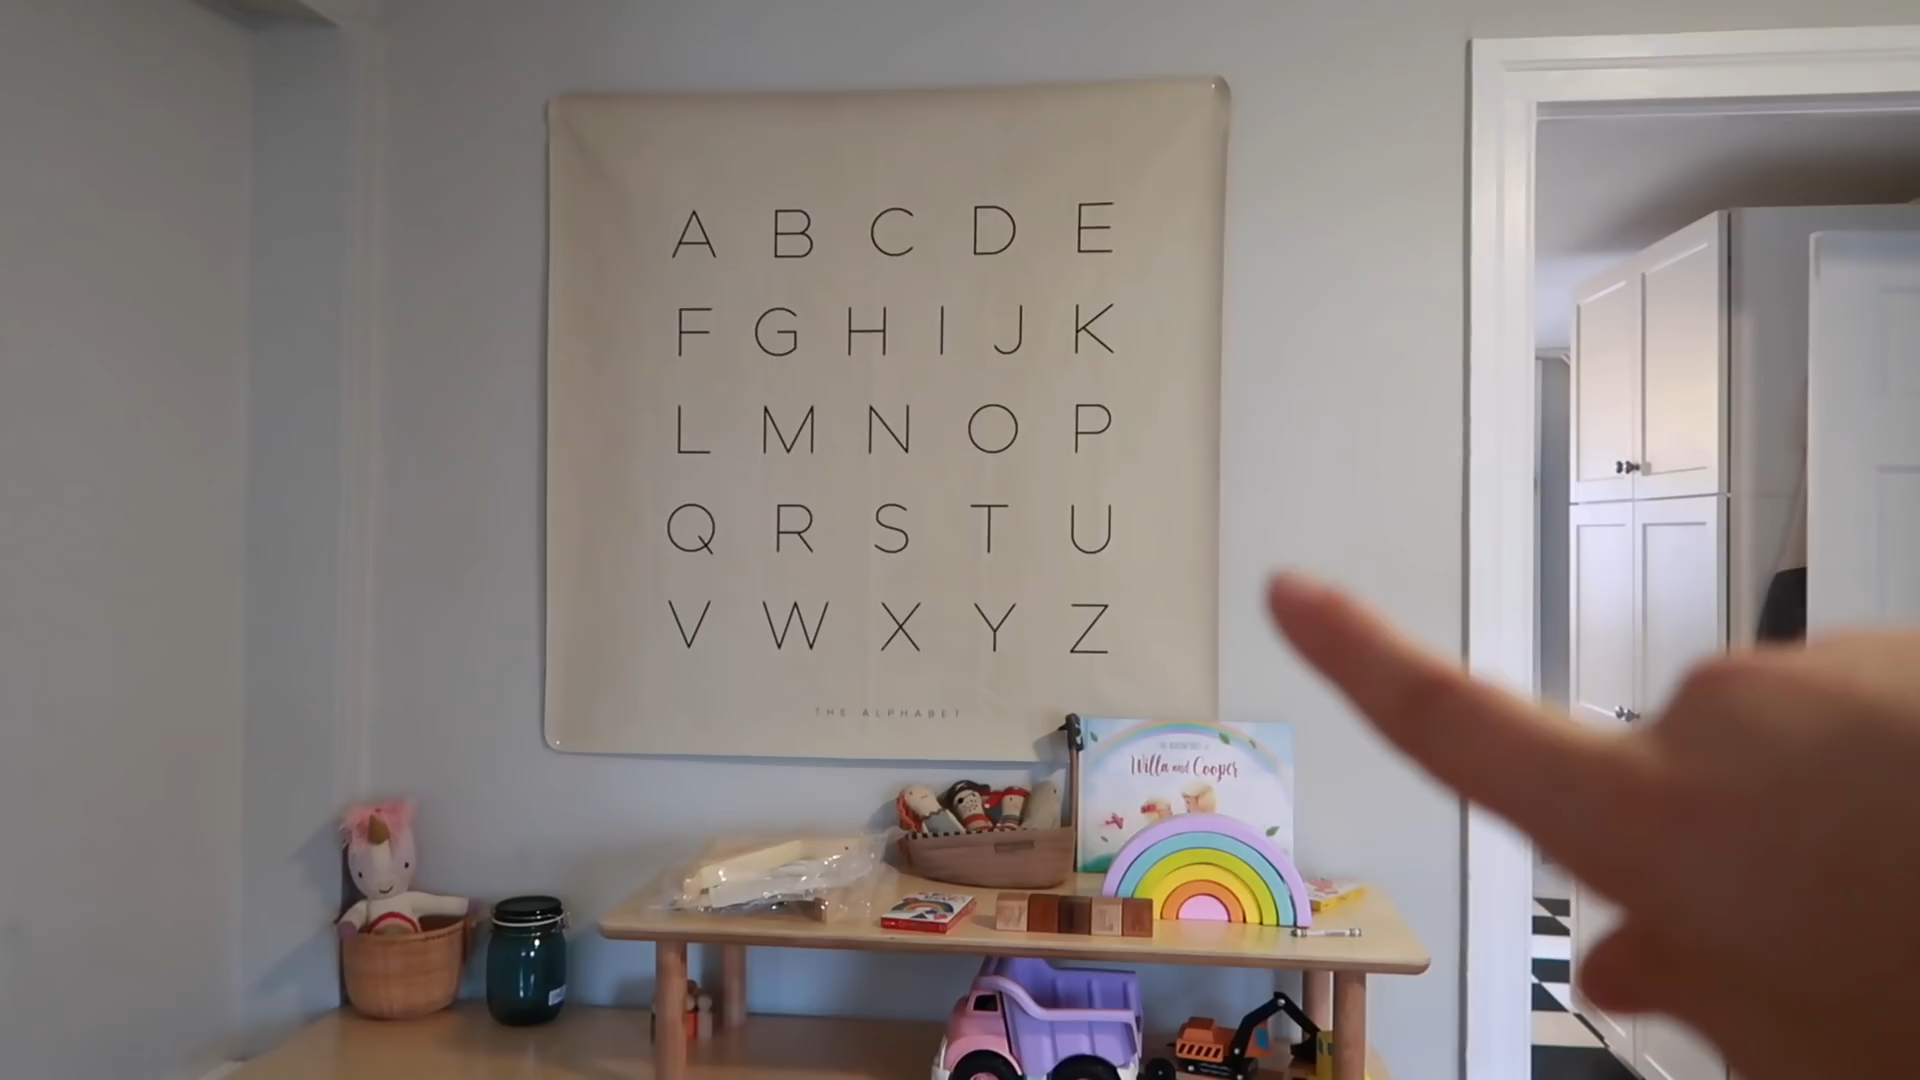 A B C D E
F G H I J K
L M N O P
Q R S T U
V W X Y Z
THE ALPHABET
Willa and Cooper